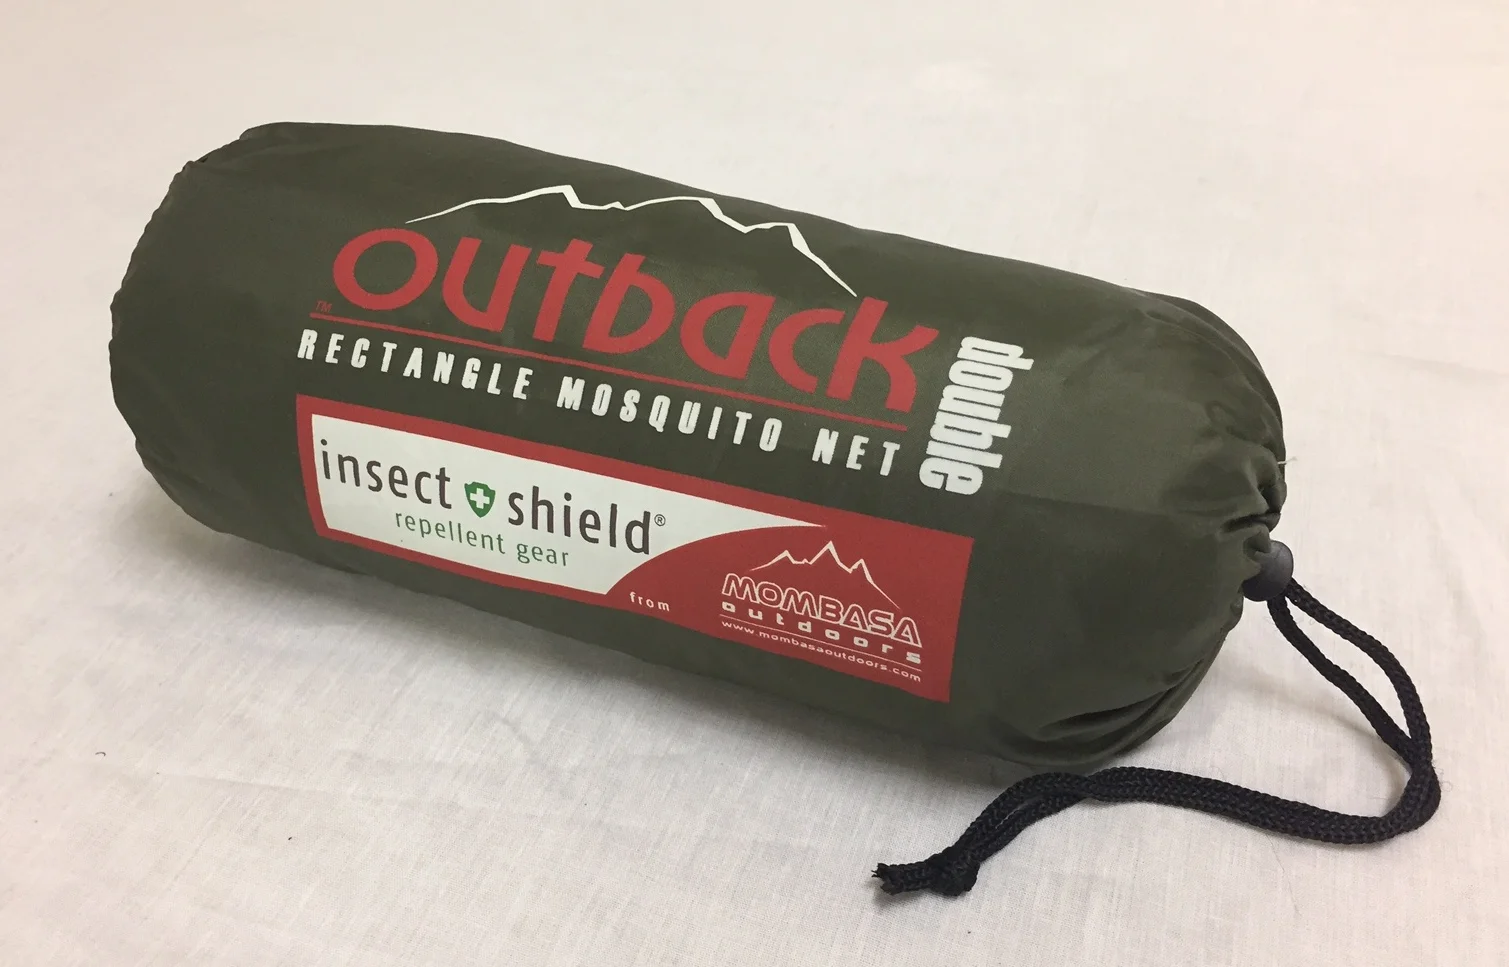 outback
TM
RECTANGLE MOSQUITO NET
double
insect shield®
repellent gear
from
MOMBASA
outdoors
www.mombasaoutdoors.com